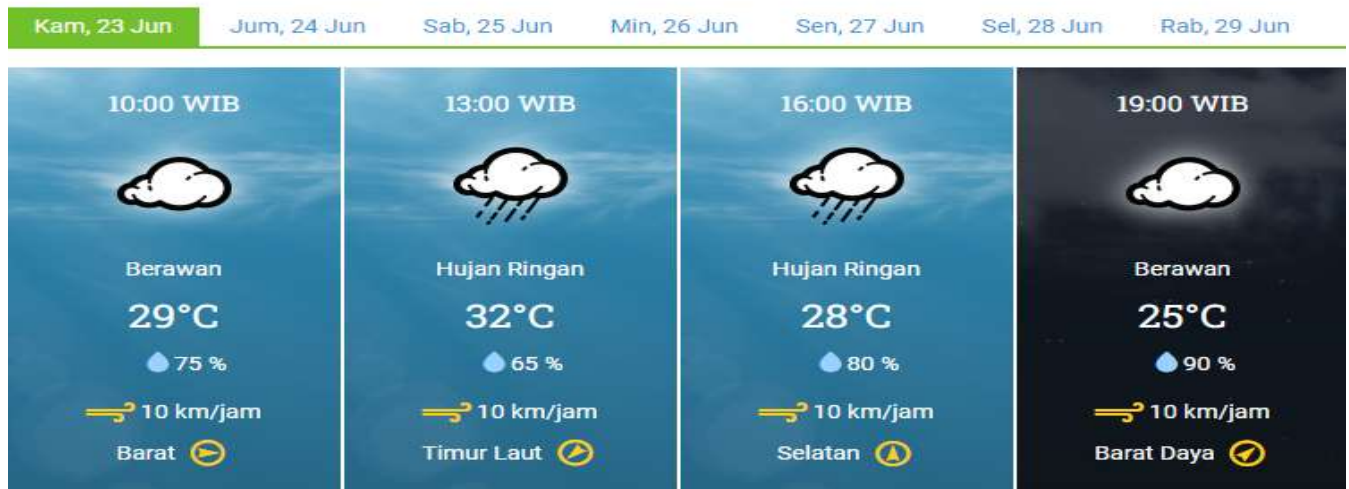 Kam, 23 Jun
Jum, 24 Jun
Sab, 25 Jun
Min, 26 Jun
Sen, 27 Jun
Sel, 28 Jun
Rab, 29 Jun
10:00 WIB
Berawan
29°C
75 %
10 km/jam
Barat
13:00 WIB
Hujan Ringan
32°C
65 %
10 km/jam
Timur Laut
16:00 WIB
Hujan Ringan
28°C
80 %
10 km/jam
Selatan
19:00 WIB
Berawan
25°C
90 %
10 km/jam
Barat Daya